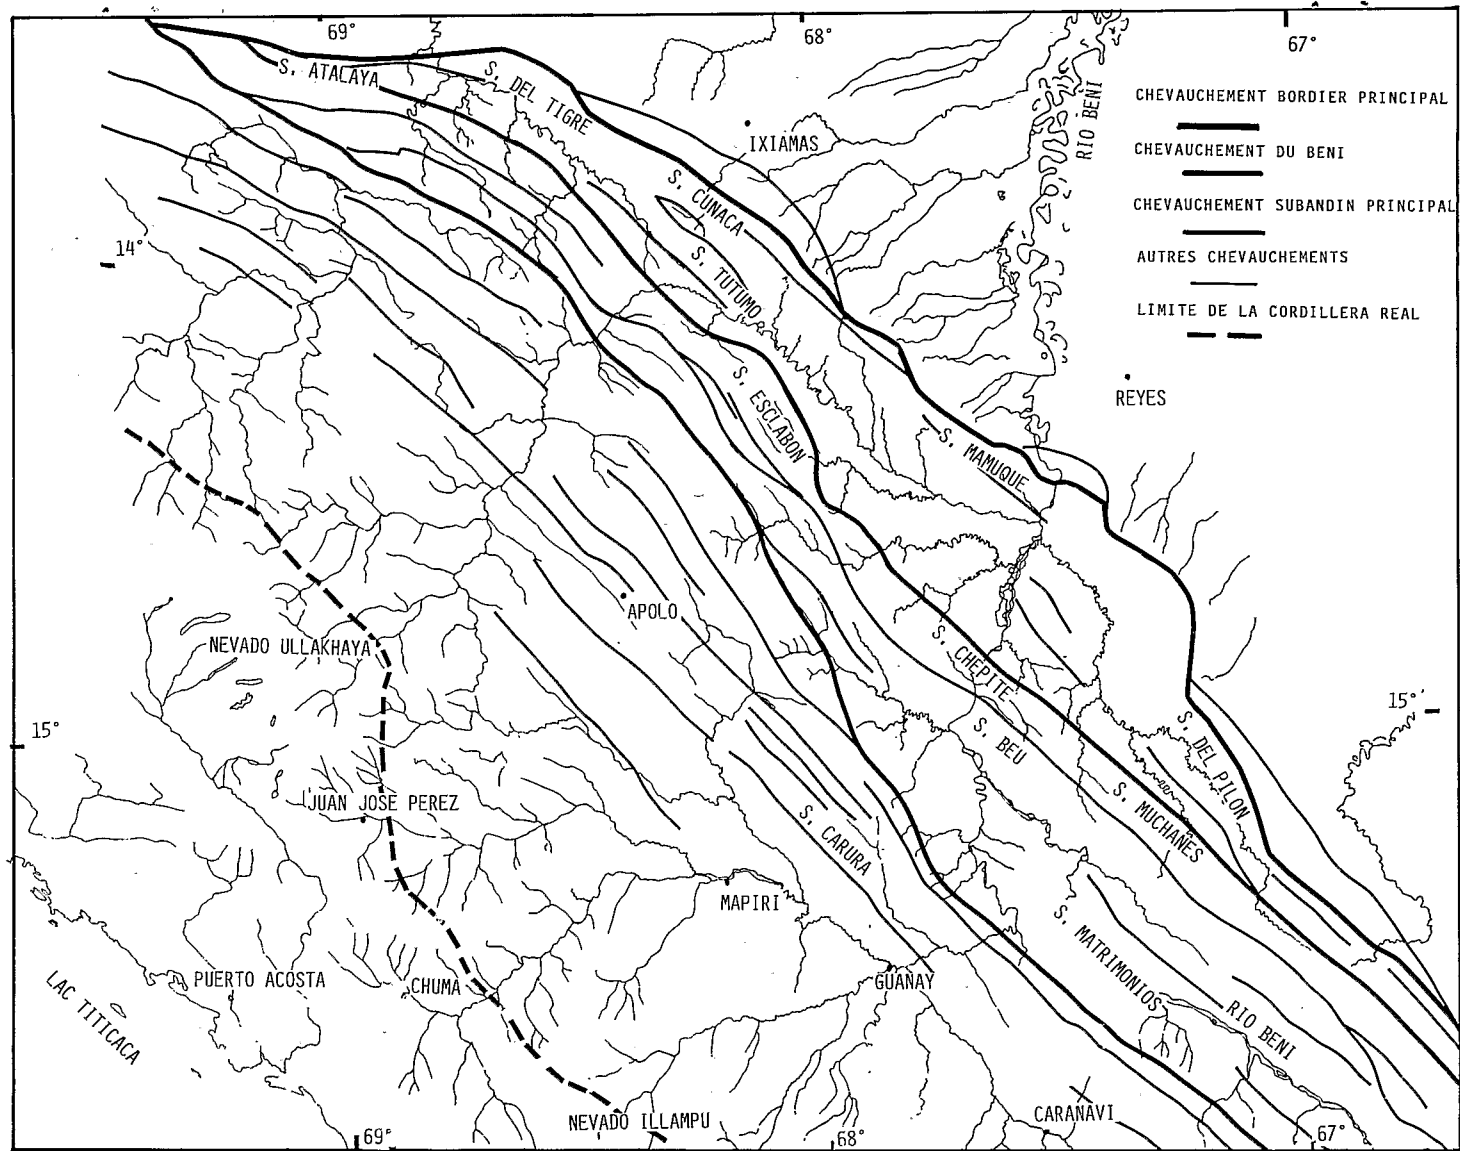 69°
68°
67°
S. ATALAYA
S. DEL TIGRE
RIO BENI
CHEVAUCHEMENT BORDIER PRINCIPAL
CHEVAUCHEMENT DU BENI
CHEVAUCHEMENT SUBANDIN PRINCIPAL
AUTRES CHEVAUCHEMENTS
LIMITE DE LA CORDILLERA REAL
IXIAMAS
S. CUNACA
14°
S. TUTUMO
S. ESCLABON
REYES
S. MAMUQUE
APOLO
NEVADO ULLAKHAYA
S. CHEPITE
S. BEU
15°
15°
S. DEL PILON
S. MUCHANES
JUAN JOSE PEREZ
S. CARURA
MAPIRI
S. MATRIMONIOS
GUANAY
PUERTO ACOSTA
CHUMA
LAC TITICACA
RIO BENI
NEVADO ILLAMPU
CARANAVI
69°
68°
67°